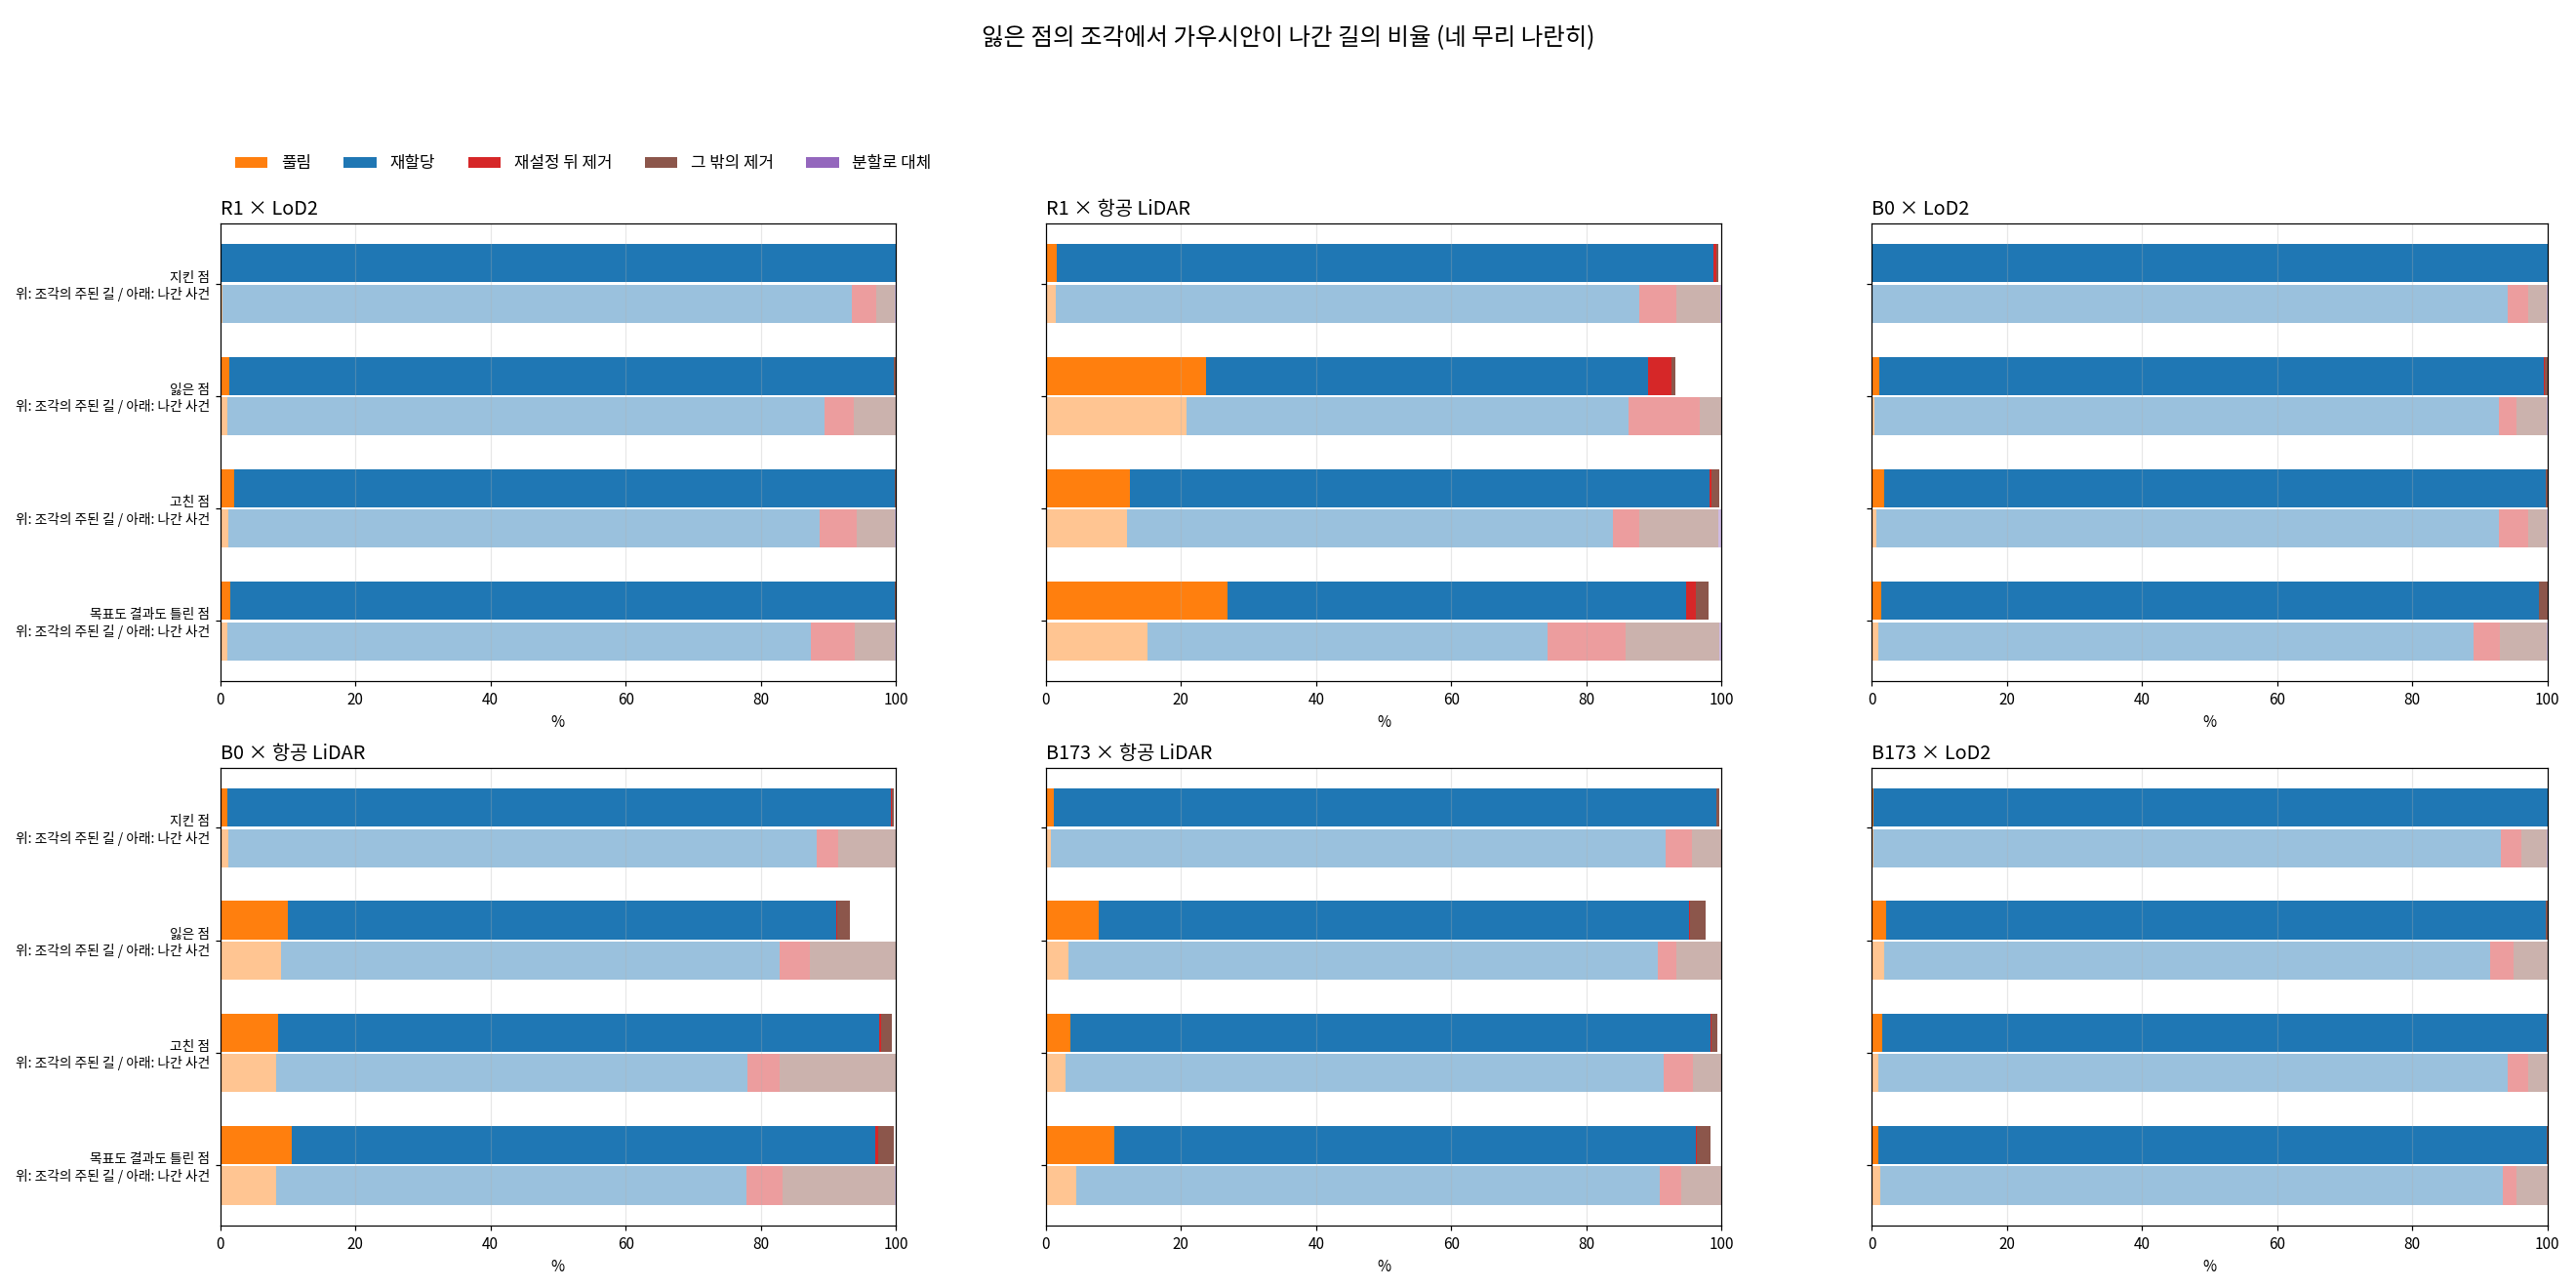 잃은 점의 조각에서 가우시안이 나간 길의 비율 (네 무리 나란히)
풀림 재할당 재설정 뒤 제거 그 밖의 제거 분할로 대체
R1 × LoD2
지킨 점
위: 조각의 주된 길 / 아래: 나간 사건
잃은 점
위: 조각의 주된 길 / 아래: 나간 사건
고친 점
위: 조각의 주된 길 / 아래: 나간 사건
목표도 결과도 틀린 점
위: 조각의 주된 길 / 아래: 나간 사건
0 20 40 60 80 100
%
R1 × 항공 LiDAR
0 20 40 60 80 100
%
B0 × LoD2
0 20 40 60 80 100
%
B0 × 항공 LiDAR
지킨 점
위: 조각의 주된 길 / 아래: 나간 사건
잃은 점
위: 조각의 주된 길 / 아래: 나간 사건
고친 점
위: 조각의 주된 길 / 아래: 나간 사건
목표도 결과도 틀린 점
위: 조각의 주된 길 / 아래: 나간 사건
0 20 40 60 80 100
%
B173 × 항공 LiDAR
0 20 40 60 80 100
%
B173 × LoD2
0 20 40 60 80 100
%